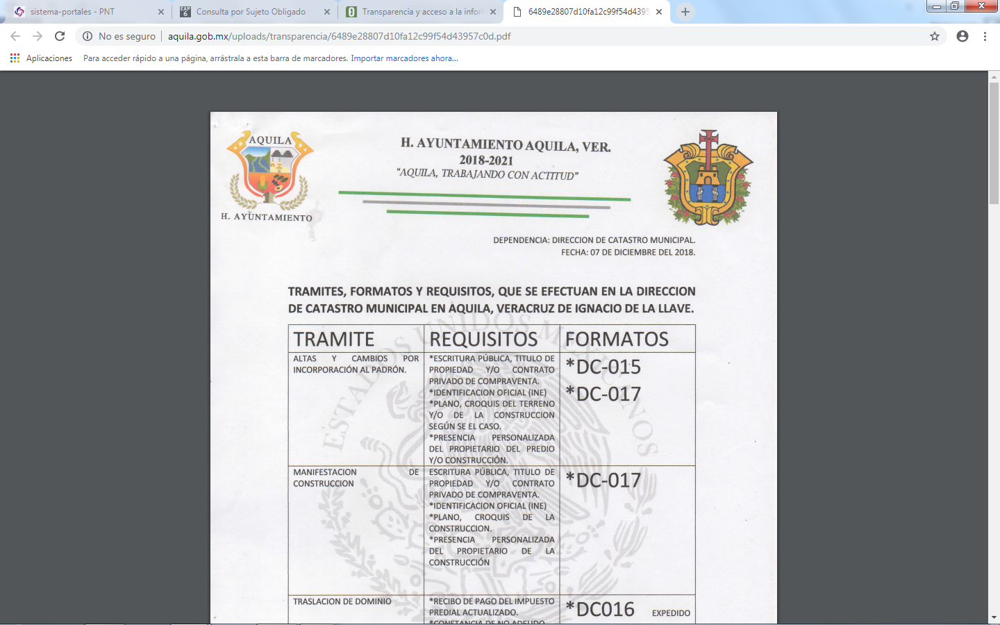 sistema-portales - PNT
Consulta por Sujeto Obligado
Transparencia y acceso a la infor
6489e28807d10fa12c99f54d4395
No es seguro
aquila.gob.mx/uploads/transparencia/6489e28807d10fa12c99f54d43957c0d.pdf
Aplicaciones
Para acceder rápido a una página, arrástrala a esta barra de marcadores. Importar marcadores ahora...
AQUILA
H. AYUNTAMIENTO
H. AYUNTAMIENTO AQUILA, VER.
2018-2021
“AQUILA, TRABAJANDO CON ACTITUD”
VERA
DEPENDENCIA: DIRECCION DE CATASTRO MUNICIPAL.
FECHA: 07 DE DICIEMBRE DEL 2018.
TRAMITES, FORMATOS Y REQUISITOS, QUE SE EFECTUAN EN LA DIRECCION
DE CATASTRO MUNICIPAL EN AQUILA, VERACRUZ DE IGNACIO DE LA LLAVE.
ESTADOS UNIDOS MEXICANOS
TRAMITE
REQUISITOS
FORMATOS
ALTAS Y CAMBIOS POR
INCORPORACIÓN AL PADRÓN.
*ESCRITURA PÚBLICA, TITULO DE
PROPIEDAD Y/O CONTRATO
PRIVADO DE COMPRAVENTA.
*IDENTIFICACION OFICIAL (INE)
*PLANO, CROQUIS DEL TERRENO
Y/O DE LA CONSTRUCCION
SEGÚN SE EL CASO.
*PRESENCIA PERSONALIZADA
DEL PROPIETARIO DEL PREDIO
Y/O CONSTRUCCIÓN.
*DC-015
*DC-017
MANIFESTACION DE
CONSTRUCCION
ESCRITURA PÚBLICA, TITULO DE
PROPIEDAD Y/O CONTRATO
PRIVADO DE COMPRAVENTA.
*IDENTIFICACION OFICIAL (INE)
*PLANO, CROQUIS DE LA
CONSTRUCCION.
*PRESENCIA PERSONALIZADA
DEL PROPIETARIO DE LA
CONSTRUCCIÓN
*DC-017
TRASLACION DE DOMINIO
*RECIBO DE PAGO DEL IMPUESTO
PREDIAL ACTUALIZADO.
*CONSTANCIA DE NO ADEUDO
*DC016 EXPEDIDO